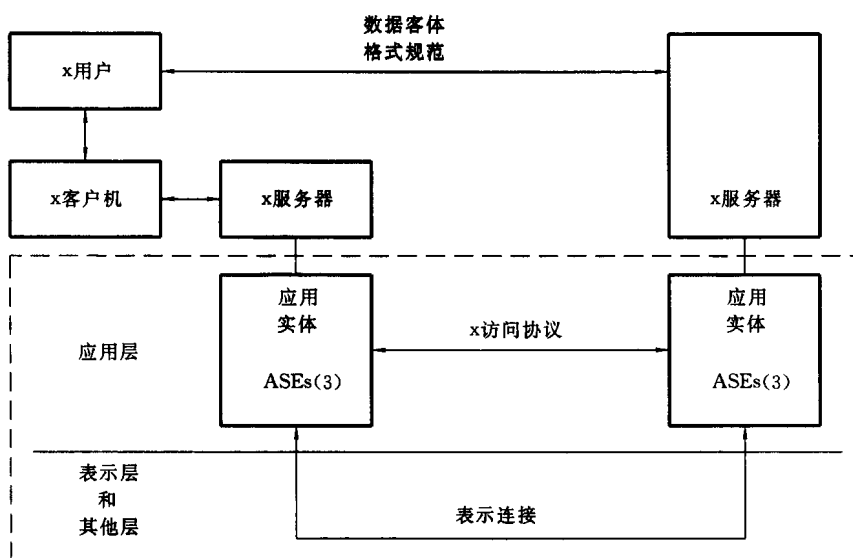 数据客体
格式规范
x用户
x客户机
x服务器
x服务器
应用
实体
应用
实体
x访问协议
应用层
ASEs(3)
ASEs(3)
表示层
和
其他层
表示连接